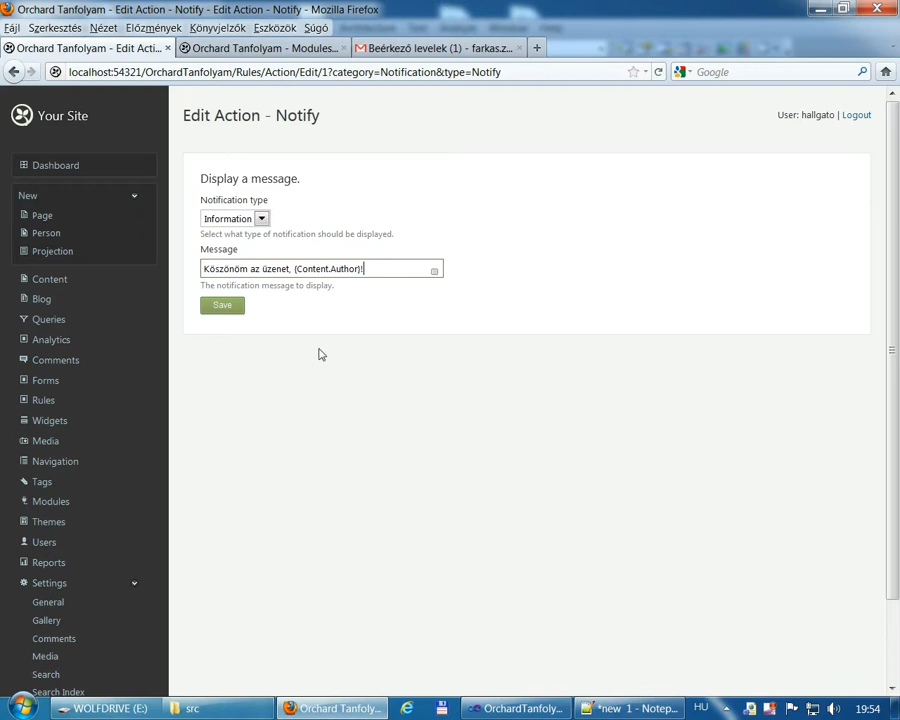 Orchard Tanfolyam - Edit Action - Notify - Edit Action - Notify - Mozilla Firefox
Fájl Szerkesztés Nézet Előzmények Könyvjelzők Eszközök Súgó
Orchard Tanfolyam - Edit Acti... × Orchard Tanfolyam - Modules... × Beérkező levelek (1) - farkas.z... × +
localhost:54321/OrchardTanfolyam/Rules/Action/Edit/1?category=Notification&type=Notify Google
Your Site
Edit Action - Notify
User: hallgato | Logout
Dashboard
New
Page
Person
Projection
Content
Blog
Queries
Analytics
Comments
Forms
Rules
Widgets
Media
Navigation
Tags
Modules
Themes
Users
Reports
Settings
General
Gallery
Comments
Media
Search
Search Index
Display a message.
Notification type
Information
Select what type of notification should be displayed.
Message
Köszönöm az üzenet, {Content.Author}!
The notification message to display.
Save
WOLFDRIVE (E:) src Orchard Tanfolya... OrchardTanfolya... *new 1 - Notep... HU 19:54